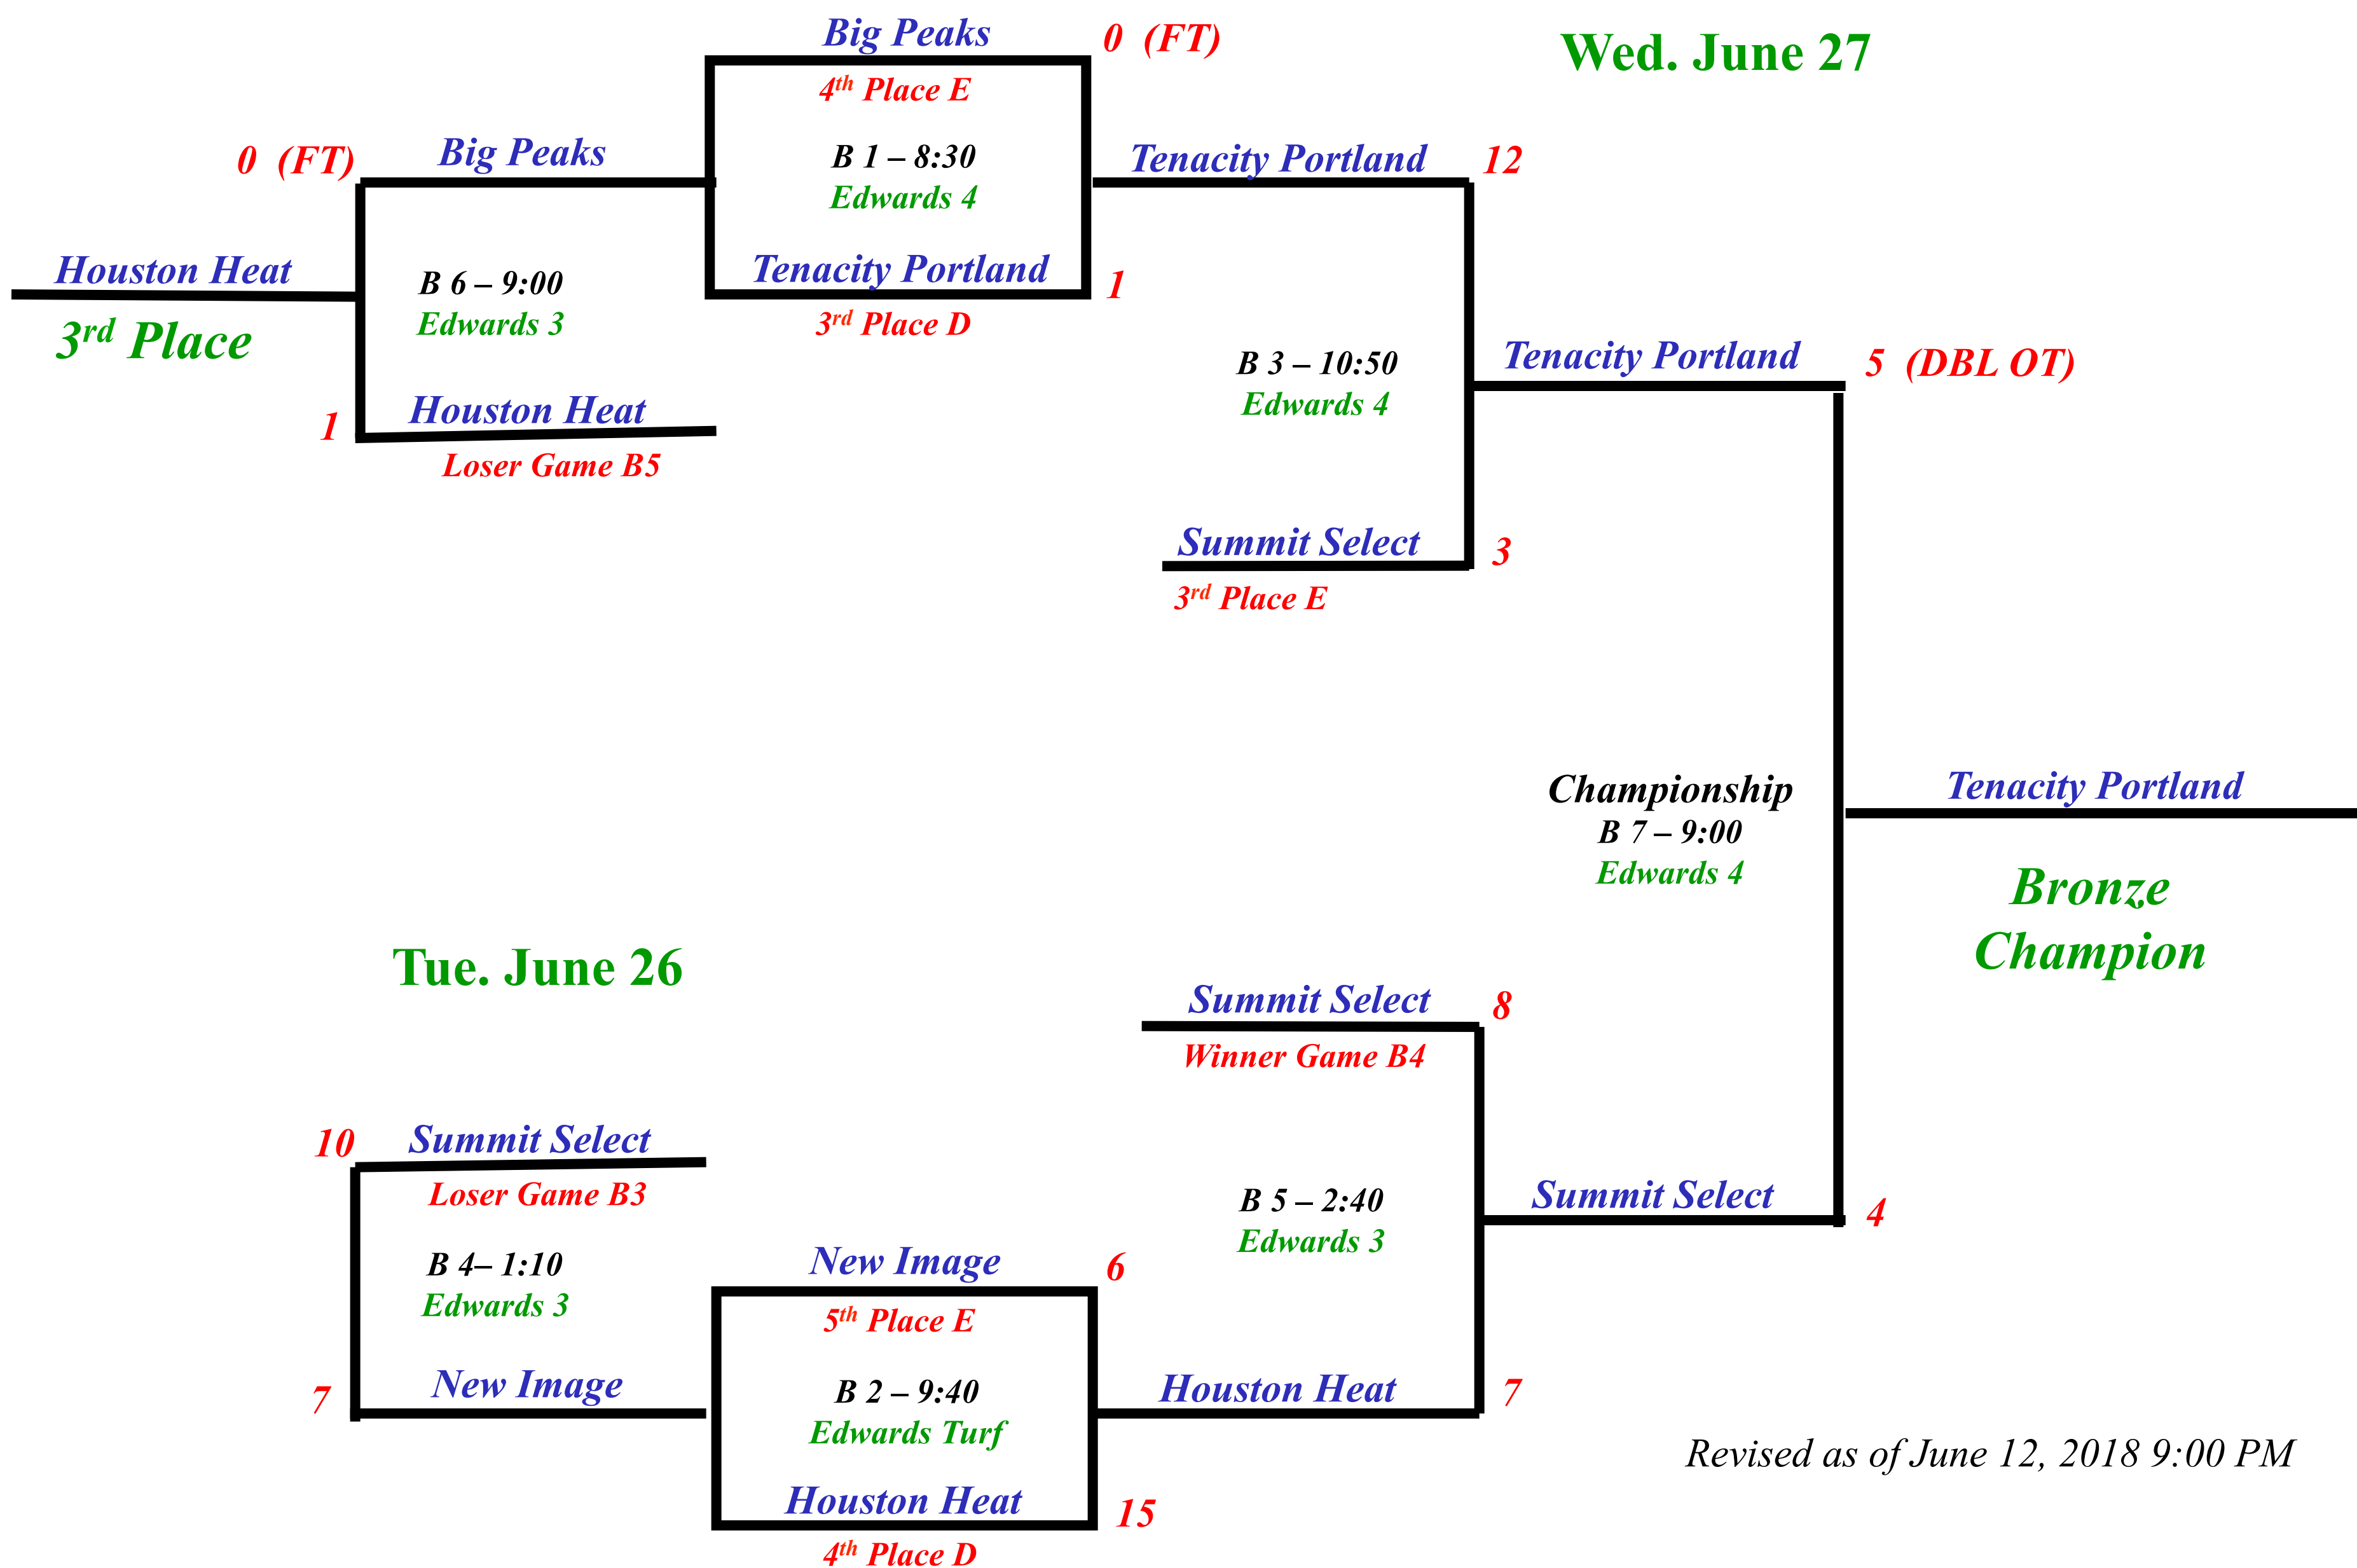 Big Peaks
0 (FT)
Wed. June 27
4th Place E
0 (FT)
Big Peaks
B 1 – 8:30
Edwards 4
Tenacity Portland
12
Houston Heat
3rd Place
B 6 – 9:00
Edwards 3
Tenacity Portland
1
3rd Place D
B 3 – 10:50
Edwards 4
Tenacity Portland
5 (DBL OT)
1
Houston Heat
Loser Game B5
Summit Select
3
3rd Place E
Championship
B 7 – 9:00
Edwards 4
Tenacity Portland
Bronze
Champion
Tue. June 26
Summit Select
8
Winner Game B4
10
Summit Select
Loser Game B3
B 5 – 2:40
Edwards 3
Summit Select
4
B 4– 1:10
Edwards 3
New Image
6
5th Place E
7
New Image
B 2 – 9:40
Edwards Turf
Houston Heat
7
Houston Heat
15
4th Place D
Revised as of June 12, 2018 9:00 PM